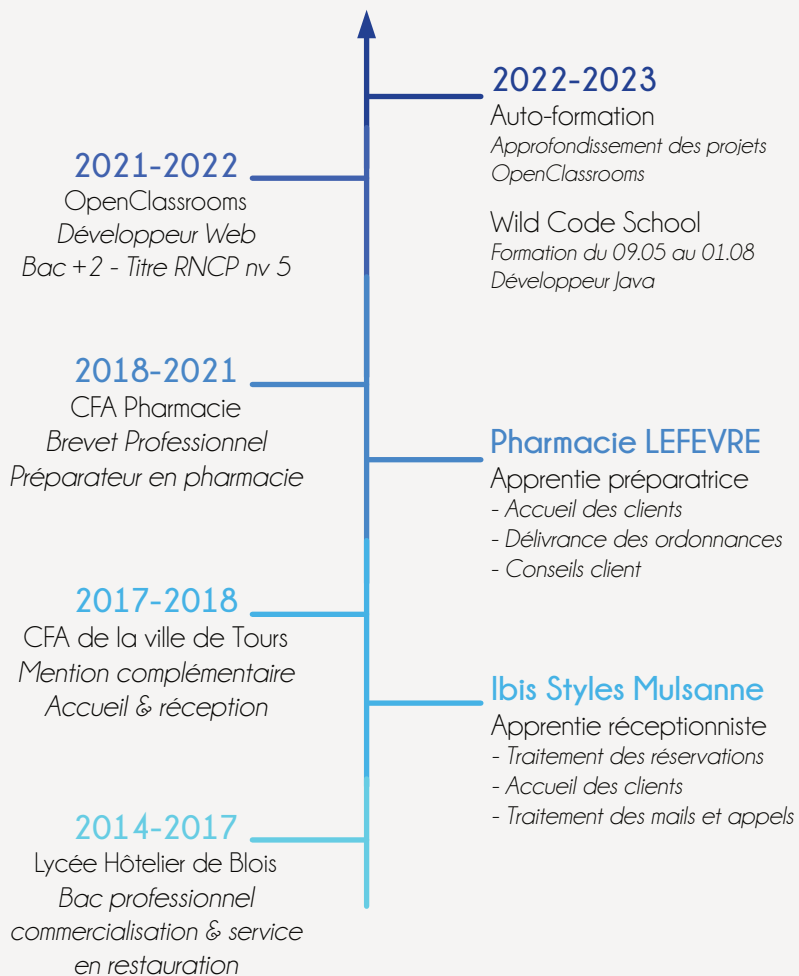 2022-2023
Auto-formation
Approfondissement des projets
OpenClassrooms
Wild Code School
Formation du 09.05 au 01.08
Développeur Java
2021-2022
OpenClassrooms
Développeur Web
Bac +2 - Titre RNCP nv 5
2018-2021
CFA Pharmacie
Brevet Professionnel
Préparateur en pharmacie
Pharmacie LEFEVRE
Apprentie préparatrice
- Accueil des clients
- Délivrance des ordonnances
- Conseils client
2017-2018
CFA de la ville de Tours
Mention complémentaire
Accueil & réception
Ibis Styles Mulsanne
Apprentie réceptionniste
- Traitement des réservations
- Accueil des clients
- Traitement des mails et appels
2014-2017
Lycée Hôtelier de Blois
Bac professionnel
commercialisation & service
en restauration